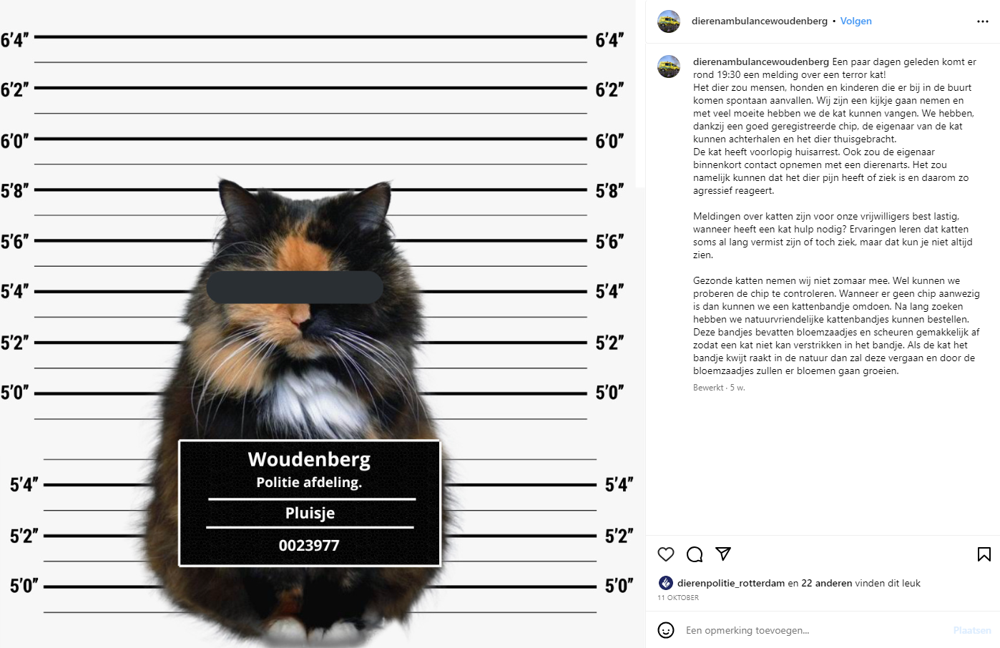 6'4" 6'4"
6'2" 6'2"
6'0" 6'0"
5'8" 5'8"
5'6" 5'6"
5'4" 5'4"
5'2" 5'2"
5'0" 5'0"
Woudenberg
Politie afdeling.
Pluisje
0023977
5'4" 5'4"
5'2" 5'2"
5'0" 5'0"
dierenambulancewoudenberg • Volgen
dierenambulancewoudenberg Een paar dagen geleden komt er
rond 19:30 een melding over een terror kat!
Het dier zou mensen, honden en kinderen die er bij in de buurt
komen spontaan aanvallen. Wij zijn een kijkje gaan nemen en
met veel moeite hebben we de kat kunnen vangen. We hebben,
dankzij een goed geregistreerde chip, de eigenaar van de kat
kunnen achterhalen en het dier thuisgebracht.
De kat heeft voorlopig huisarrest. Ook zou de eigenaar
binnenkort contact opnemen met een dierenarts. Het zou
namelijk kunnen dat het dier pijn heeft of ziek is en daarom zo
agressief reageert.
Meldingen over katten zijn voor onze vrijwilligers best lastig,
wanneer heeft een kat hulp nodig? Ervaringen leren dat katten
soms al lang vermist zijn of toch ziek, maar dat kun je niet altijd
zien.
Gezonde katten nemen wij niet zomaar mee. Wel kunnen we
proberen de chip te controleren. Wanneer er geen chip aanwezig
is dan kunnen we een kattenbandje omdoen. Na lang zoeken
hebben we natuurvriendelijke kattenbandjes kunnen bestellen.
Deze bandjes bevatten bloemzaadjes en scheuren gemakkelijk af
zodat een kat niet kan verstrikken in het bandje. Als de kat het
bandje kwijt raakt in de natuur dan zal deze vergaan en door de
bloemzaadjes zullen er bloemen gaan groeien.
Bewerkt · 5 w.
dierenpolitie_rotterdam en 22 anderen vinden dit leuk
11 OKTOBER
Een opmerking toevoegen...
Plaatsen